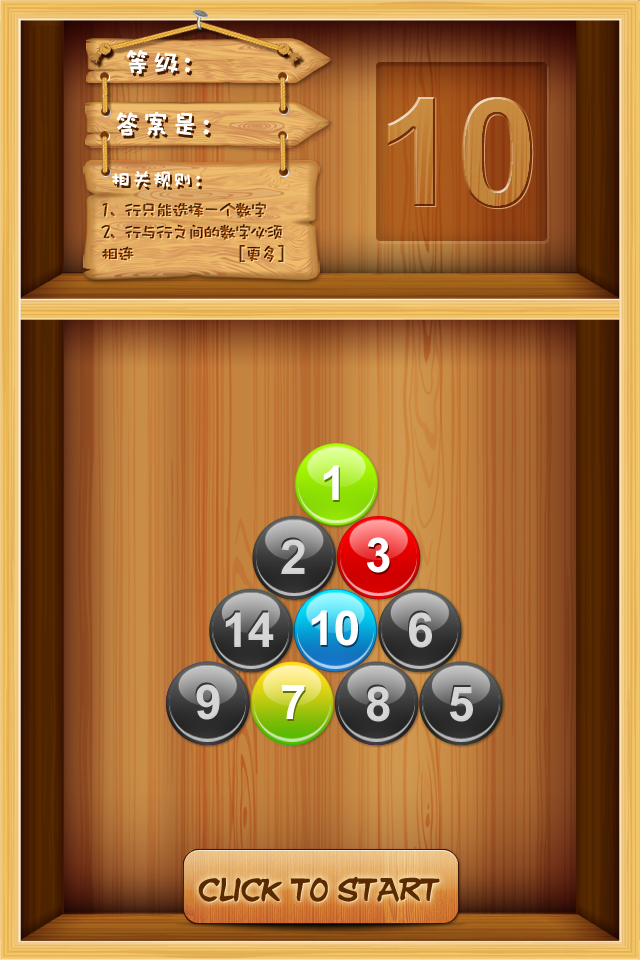 等级：
答案是：
相关规则：
1、行只能选择一个数字
2、行与行之间的数字必须
相连 [更多]
10
1
2 3
14 10 6
9 7 8 5
CLICK TO START